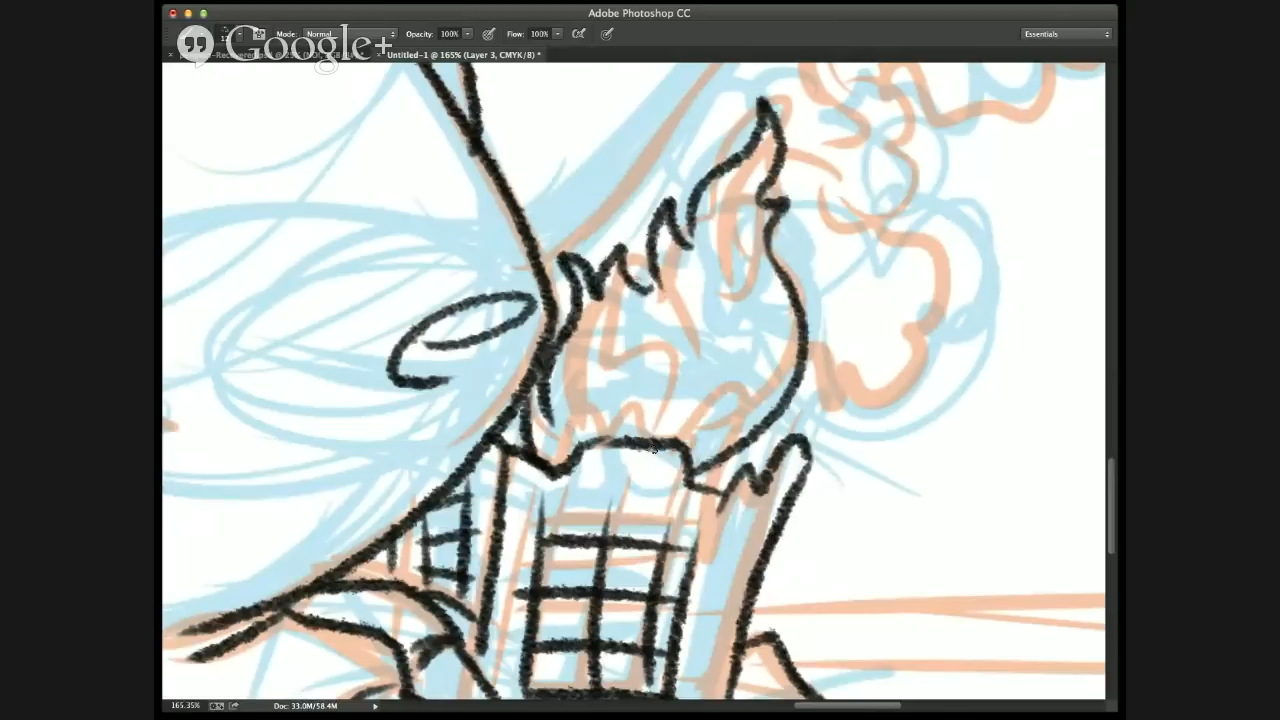 Adobe Photoshop CC
Google+
Mode: Normal Opacity: 100% Flow: 100% Essentials
Untitled-1 @ 165% (Layer 3, CMYK/8) *
165.35% Doc: 33.0M/58.4M